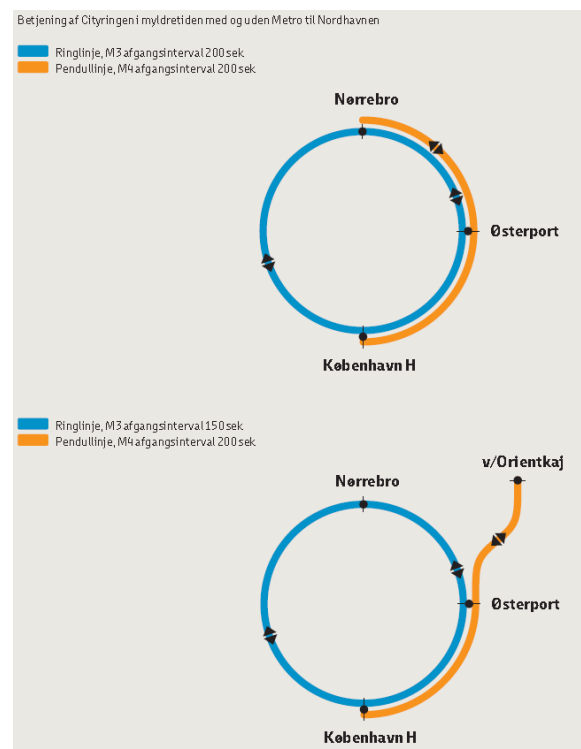 Betjening af Cityringen i myldretiden med og uden Metro til Nordhavnen
Ringlinje, M3 afgangsinterval 200 sek.
Pendullinje, M4 afgangsinterval 200 sek.
Nørrebro
Østerport
København H
Ringlinje, M3 afgangsinterval 150 sek.
Pendullinje, M4 afgangsinterval 200 sek.
v/Orientkaj
Nørrebro
Østerport
København H